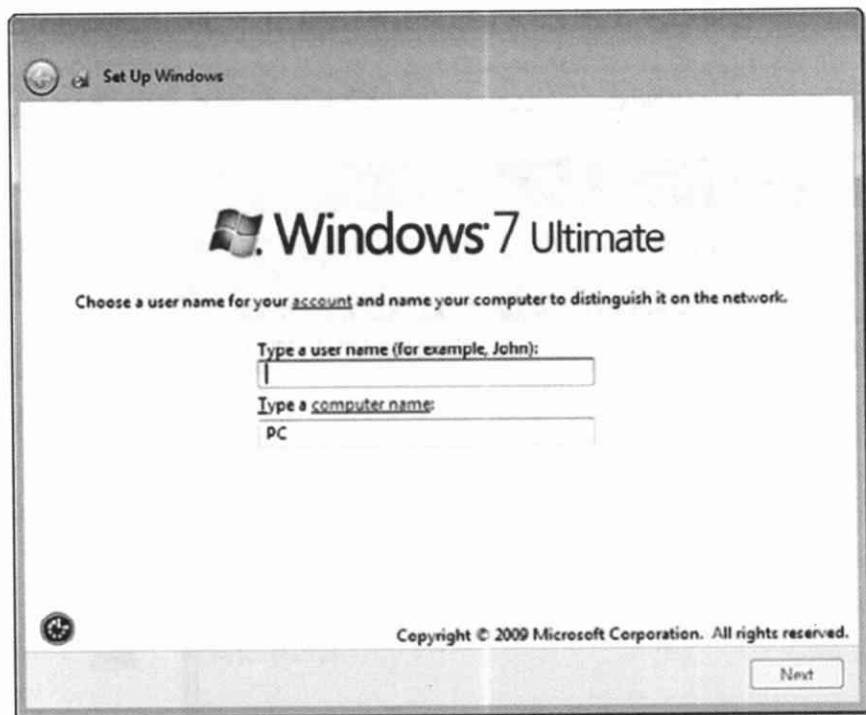 Set Up Windows
Windows 7 Ultimate
Choose a user name for your account and name your computer to distinguish it on the network.
Type a user name (for example, John):
Type a computer name:
PC
Copyright © 2009 Microsoft Corporation. All rights reserved.
Next